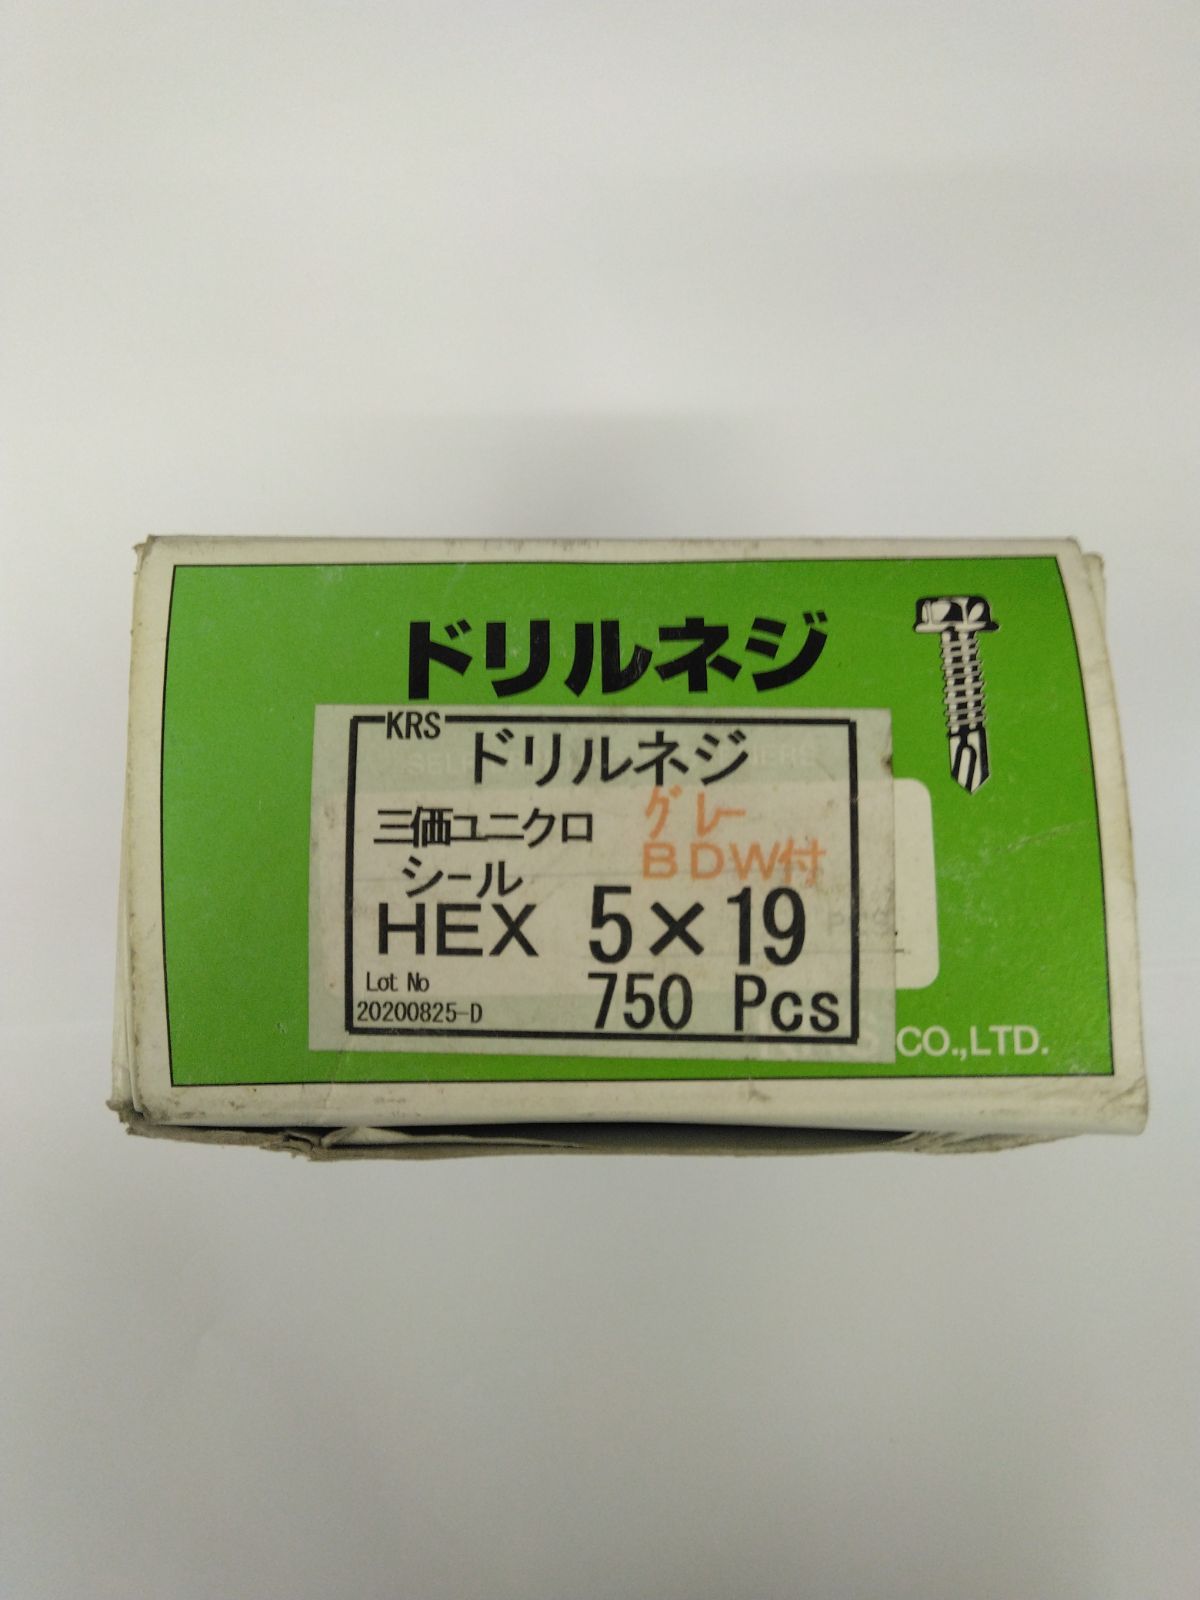 ドリルネジ
KRS
ドリルネジ
三価ユニクロ
グレー
BDW付
シール
HEX 5×19
Lot No
20200825-D
750 Pcs
CO.,LTD.